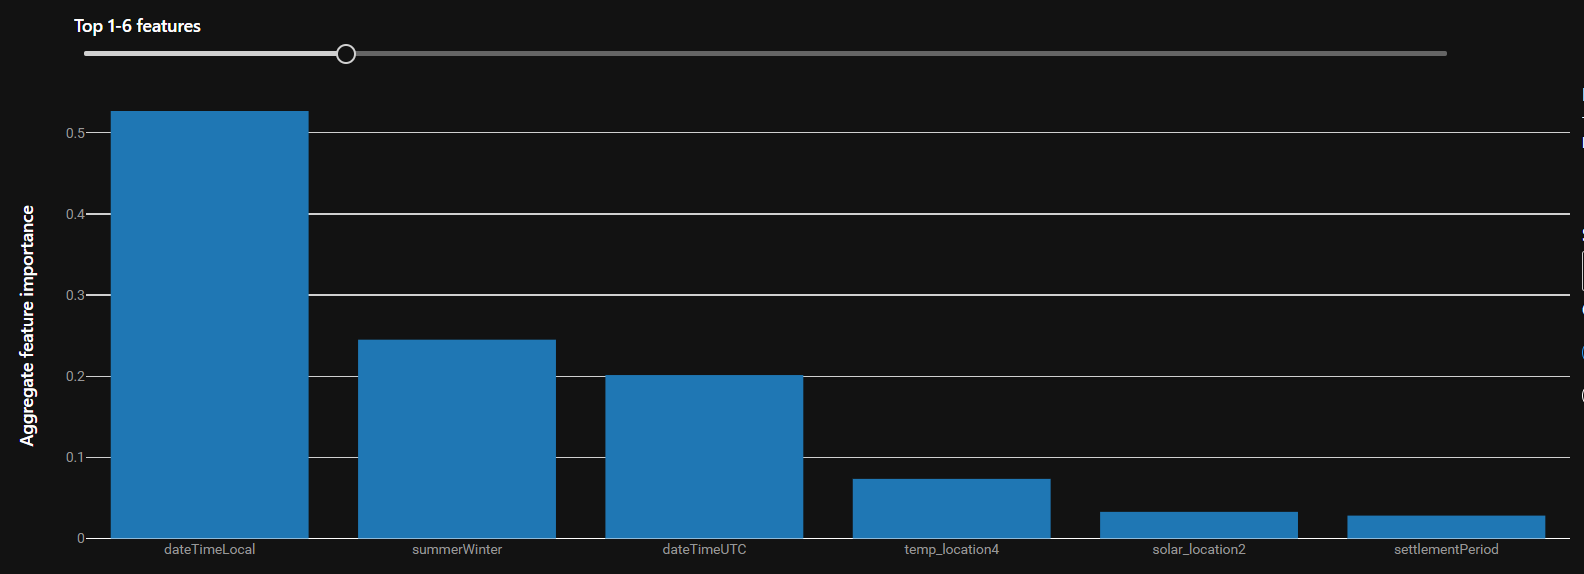 Top 1-6 features
Aggregate feature importance
0.5
0.4
0.3
0.2
0.1
0
dateTimeLocal summerWinter dateTimeUTC temp_location4 solar_location2 settlementPeriod